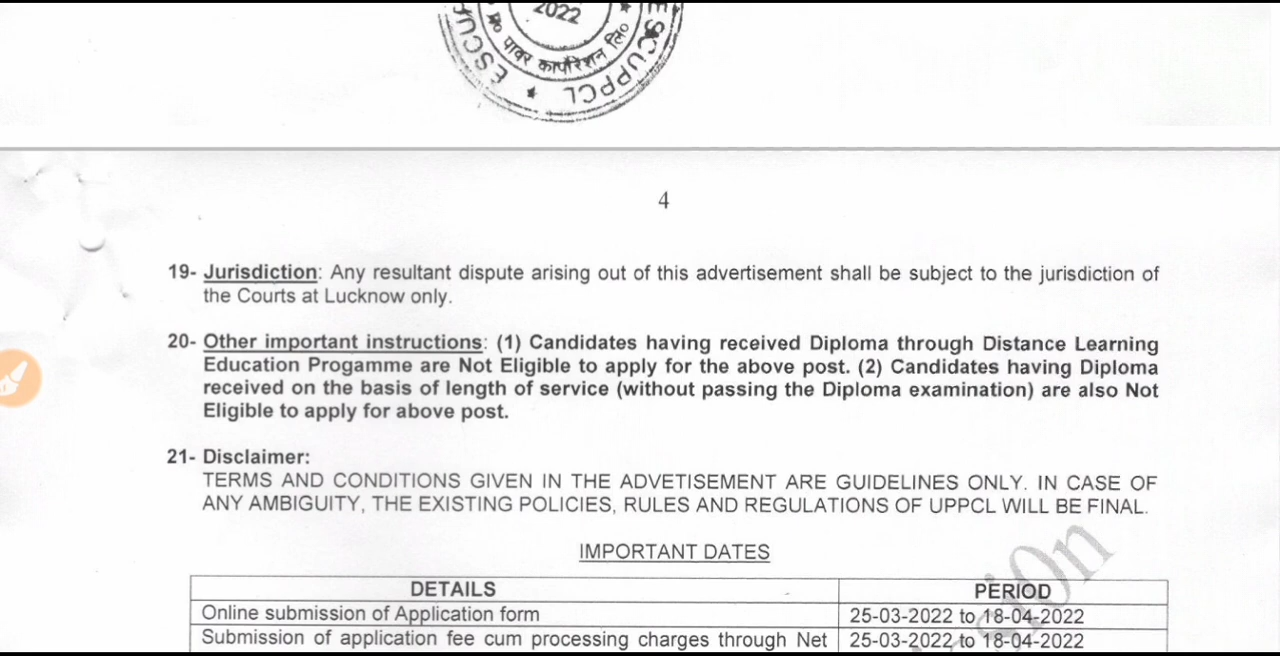 2022
म० पावर कार्पोरेशन लि०
ESCUPPCL
4
19- Jurisdiction: Any resultant dispute arising out of this advertisement shall be subject to the jurisdiction of
the Courts at Lucknow only.
20- Other important instructions: (1) Candidates having received Diploma through Distance Learning
Education Progamme are Not Eligible to apply for the above post. (2) Candidates having Diploma
received on the basis of length of service (without passing the Diploma examination) are also Not
Eligible to apply for above post.
21- Disclaimer:
TERMS AND CONDITIONS GIVEN IN THE ADVETISEMENT ARE GUIDELINES ONLY. IN CASE OF
ANY AMBIGUITY, THE EXISTING POLICIES, RULES AND REGULATIONS OF UPPCL WILL BE FINAL.
IMPORTANT DATES
DETAILS PERIOD
Online submission of Application form 25-03-2022 to 18-04-2022
Submission of application fee cum processing charges through Net 25-03-2022 to 18-04-2022